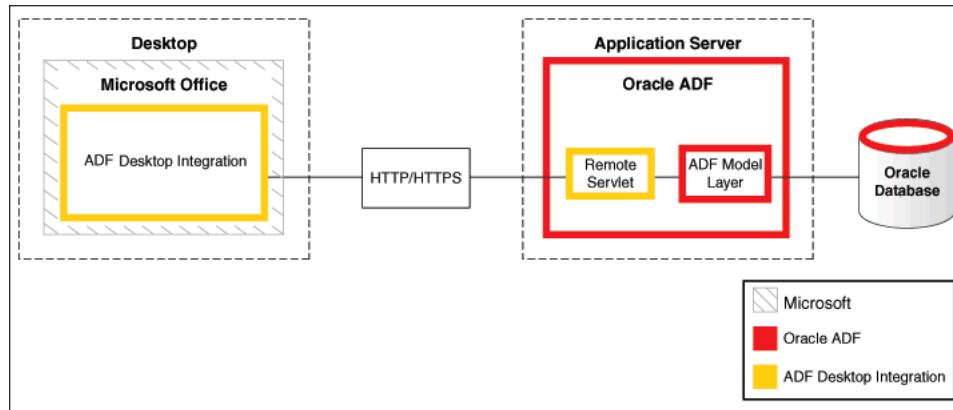 Desktop
Microsoft Office
ADF Desktop Integration
HTTP/HTTPS
Application Server
Oracle ADF
Remote
Servlet
ADF Model
Layer
Oracle
Database
Microsoft
Oracle ADF
ADF Desktop Integration